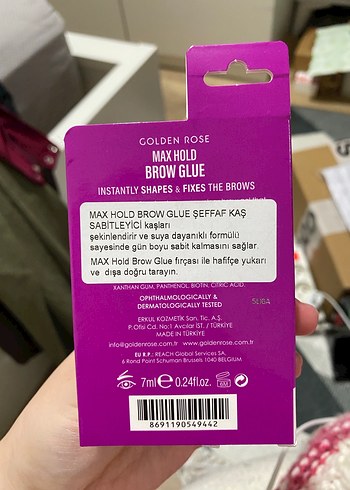 GOLDEN ROSE
MAX HOLD
BROW GLUE
INSTANTLY SHAPES & FIXES THE BROWS
MAX HOLD BROW GLUE ŞEFFAF KAŞ
SABİTLEYİCİ kaşları
şekinlendirir ve suya dayanıklı formülü
sayesinde gün boyu sabit kalmasını sağlar.
MAX Hold Brow Glue fırçası ile hafifçe yukarı
ve dışa doğru tarayın.
XANTHAN GUM, PANTHENOL, BIOTIN, CITRIC ACID.
OPHTHALMOLOGICALLY &
DERMATOLOGICALLY TESTED
ERKUL KOZMETİK San. Tic. A.Ş.
P.Ofisi Cd. No:1 Avcılar IST. / TÜRKİYE
MADE IN TÜRKİYE
info@goldenrose.com.tr www.goldenrose.com.tr
EU R.P.: REACH Global Services SA.
6 Rond Point Schuman Brussels 1040 BELGIUM
7ml e 0.24fl.oz. 6M
8691190549442